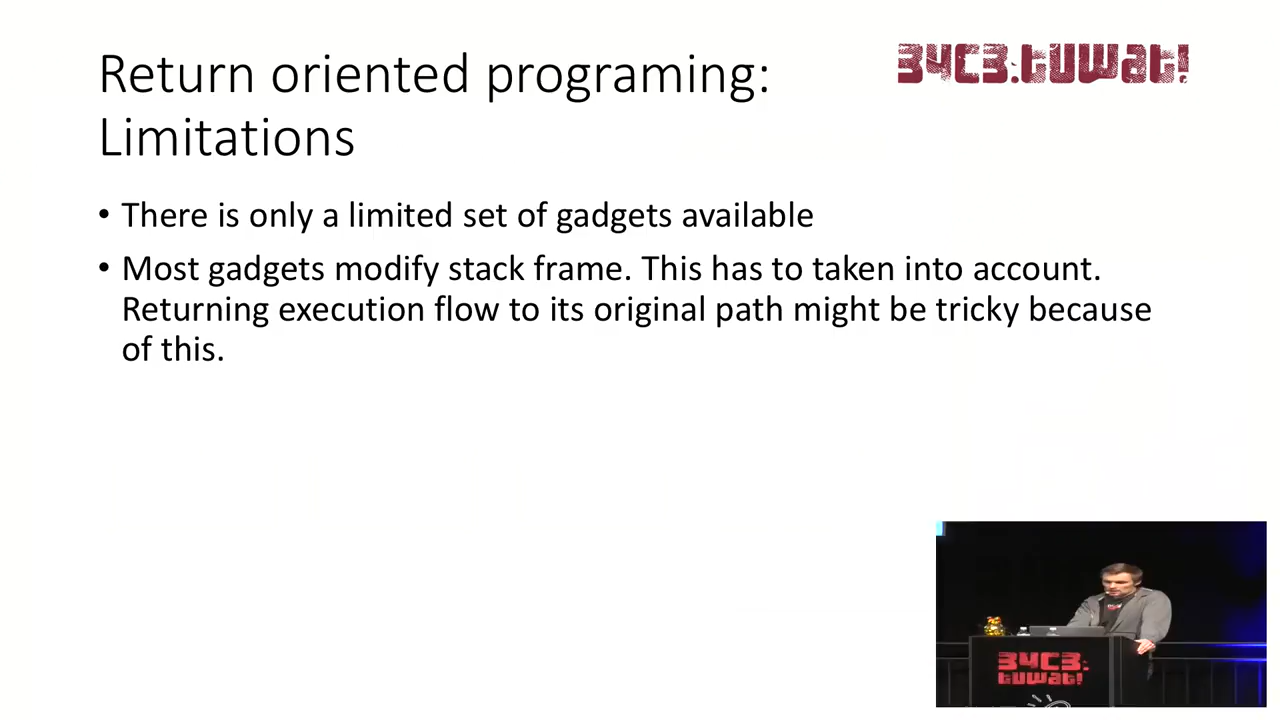 Return oriented programing:
Limitations
34C3.tuwat!
• There is only a limited set of gadgets available
• Most gadgets modify stack frame. This has to taken into account.
Returning execution flow to its original path might be tricky because
of this.
34C3.
tuwat!